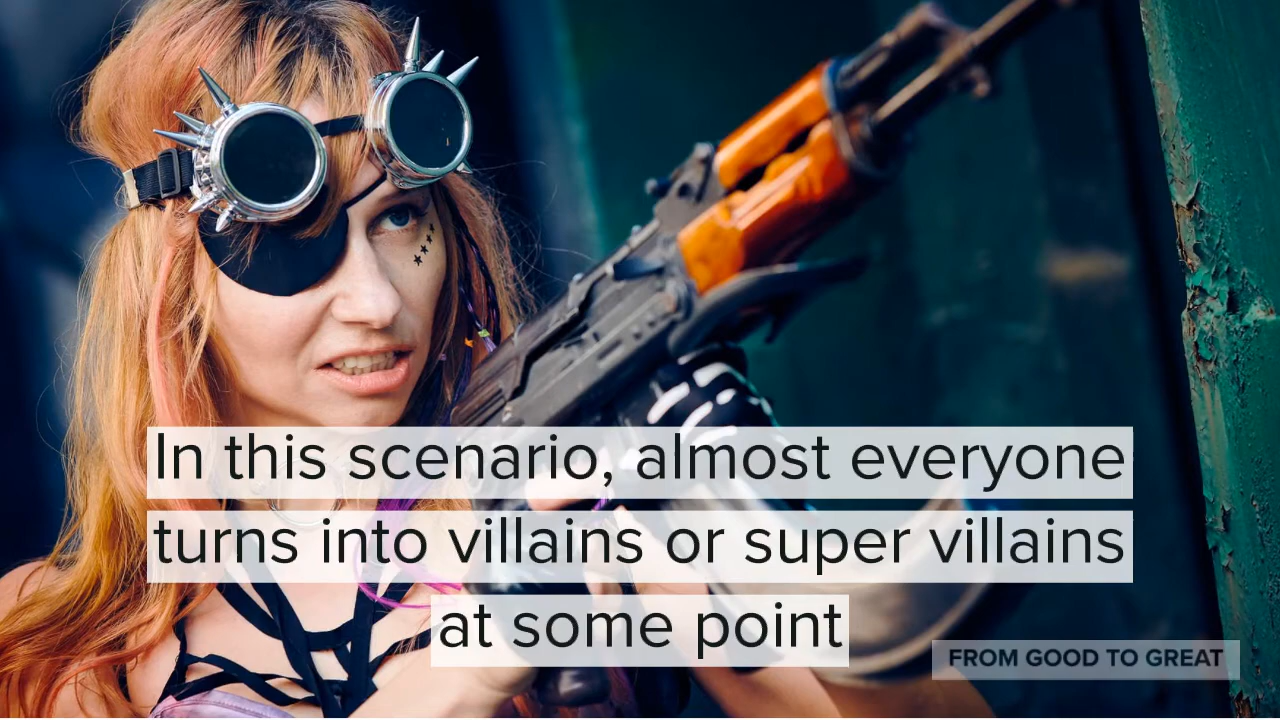 In this scenario, almost everyone
turns into villains or super villains
at some point
FROM GOOD TO GREAT